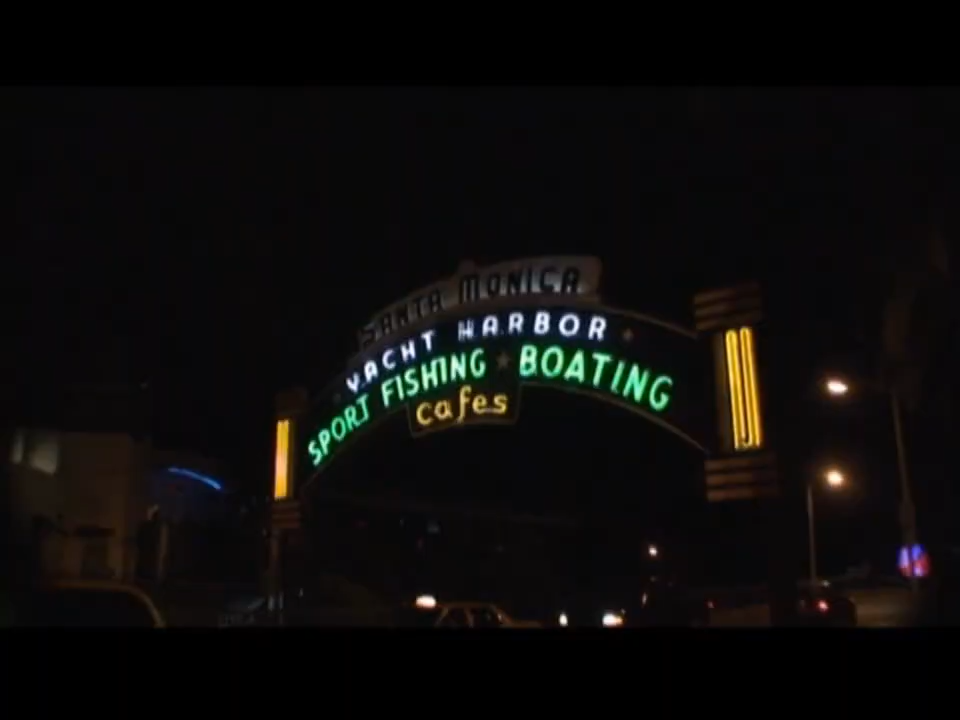 SANTA MONICA
YACHT HARBOR
SPORT FISHING BOATING
cafes